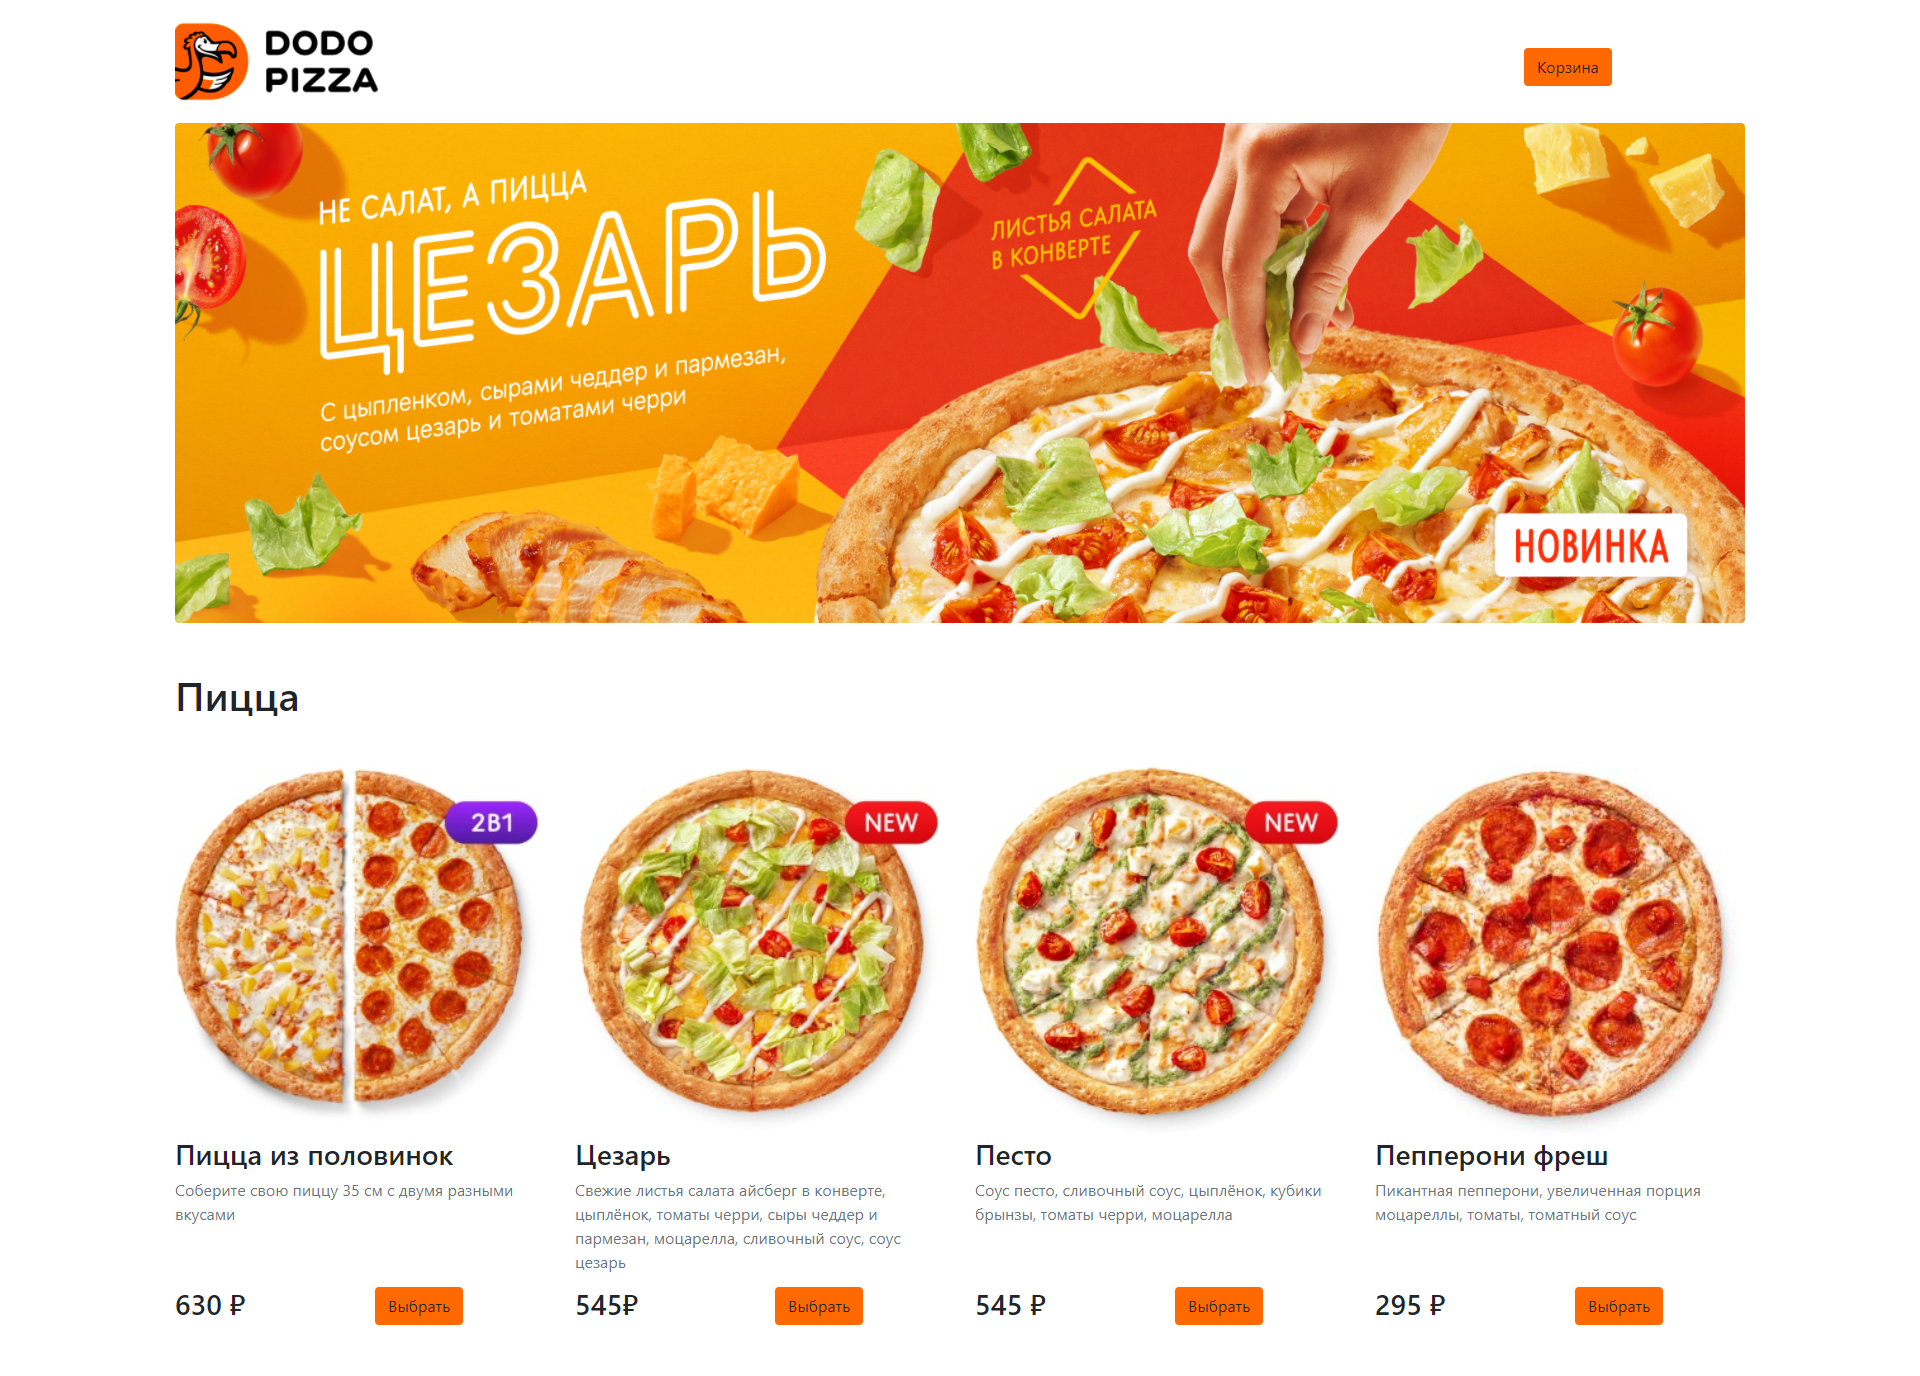 DODO
PIZZA
Корзина
НЕ САЛАТ, А ПИЦЦА
ЦЕЗАРЬ
С цыпленком, сырами чеддер и пармезан,
соусом цезарь и томатами черри
ЛИСТЬЯ САЛАТА
В КОНВЕРТЕ
НОВИНКА
Пицца
2В1
NEW
NEW
Пицца из половинок
Соберите свою пиццу 35 см с двумя разными
вкусами
630 ₽
Выбрать
Цезарь
Свежие листья салата айсберг в конверте,
цыплёнок, томаты черри, сыры чеддер и
пармезан, моцарелла, сливочный соус, соус
цезарь
545₽
Выбрать
Песто
Соус песто, сливочный соус, цыплёнок, кубики
брынзы, томаты черри, моцарелла
545 ₽
Выбрать
Пепперони фреш
Пикантная пепперони, увеличенная порция
моцареллы, томаты, томатный соус
295 ₽
Выбрать